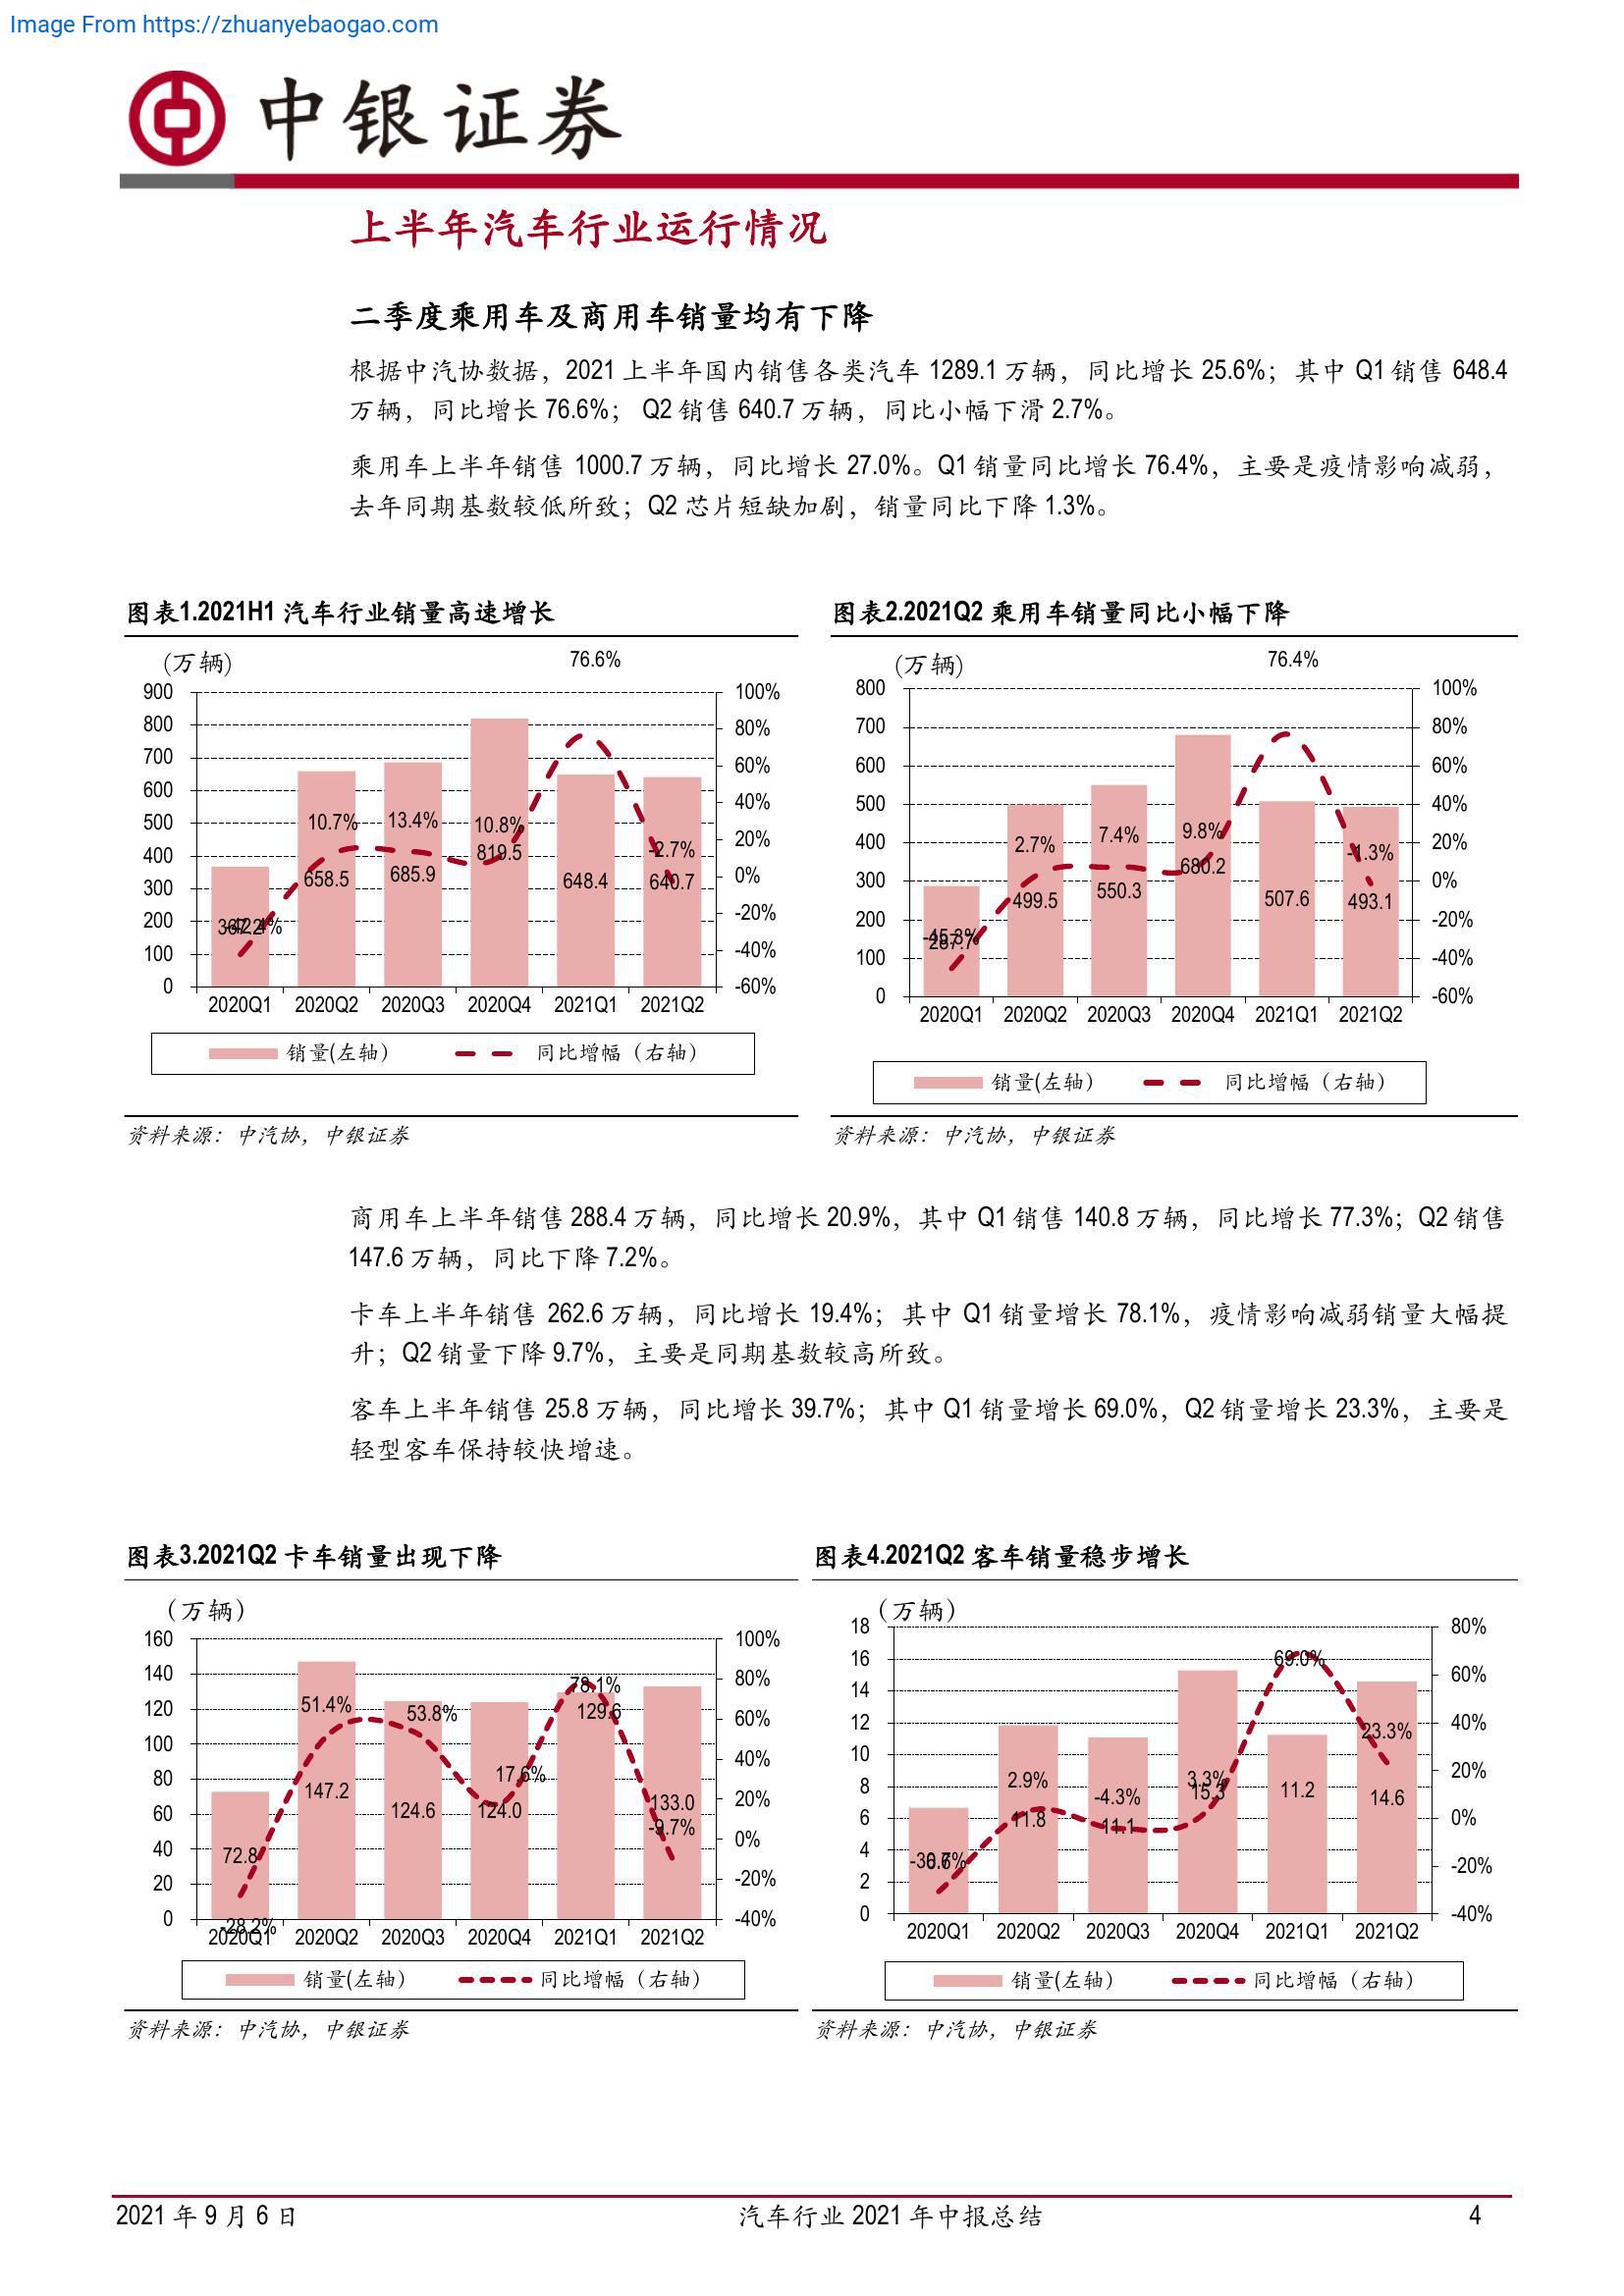 Image From https://zhuanyebaogao.com
中银证券
上半年汽车行业运行情况
二季度乘用车及商用车销量均有下降
根据中汽协数据，2021 上半年国内销售各类汽车 1289.1 万辆，同比增长 25.6%；其中 Q1 销售 648.4
万辆，同比增长 76.6%； Q2 销售 640.7 万辆，同比小幅下滑 2.7%。
乘用车上半年销售 1000.7 万辆，同比增长 27.0%。Q1 销量同比增长 76.4%，主要是疫情影响减弱，
去年同期基数较低所致；Q2 芯片短缺加剧，销量同比下降 1.3%。
图表1.2021H1 汽车行业销量高速增长
(万辆)
76.6%
900 100%
800 80%
700 60%
600 40%
500 20%
400 0%
300 -20%
200 -40%
100 -60%
0
10.7% 13.4% 10.8% -2.7%
367.2 658.5 685.9 819.5 648.4 640.7
-42.4%
2020Q1 2020Q2 2020Q3 2020Q4 2021Q1 2021Q2
销量(左轴) 同比增幅（右轴）
资料来源：中汽协，中银证券
图表2.2021Q2 乘用车销量同比小幅下降
(万辆)
76.4%
800 100%
700 80%
600 60%
500 40%
400 20%
300 0%
200 -20%
100 -40%
0 -60%
2.7% 7.4% 9.8% -1.3%
287.7 499.5 550.3 680.2 507.6 493.1
-45.3%
2020Q1 2020Q2 2020Q3 2020Q4 2021Q1 2021Q2
销量(左轴) 同比增幅（右轴）
资料来源：中汽协，中银证券
商用车上半年销售 288.4 万辆，同比增长 20.9%，其中 Q1 销售 140.8 万辆，同比增长 77.3%；Q2 销售
147.6 万辆，同比下降 7.2%。
卡车上半年销售 262.6 万辆，同比增长 19.4%；其中 Q1 销量增长 78.1%，疫情影响减弱销量大幅提
升；Q2 销量下降 9.7%，主要是同期基数较高所致。
客车上半年销售 25.8 万辆，同比增长 39.7%；其中 Q1 销量增长 69.0%，Q2 销量增长 23.3%，主要是
轻型客车保持较快增速。
图表3.2021Q2 卡车销量出现下降
（万辆）
160 100%
140 80%
120 60%
100 40%
80 20%
60 0%
40 -20%
20 -40%
0
51.4% 53.8% 17.6% 78.1% -9.7%
72.8 147.2 124.6 124.0 129.6 133.0
-28.2%
2020Q1 2020Q2 2020Q3 2020Q4 2021Q1 2021Q2
销量(左轴) 同比增幅（右轴）
资料来源：中汽协，中银证券
图表4.2021Q2 客车销量稳步增长
（万辆）
18 80%
16 60%
14 40%
12 20%
10 0%
8 -20%
6 -40%
4
2
0
2.9% -4.3% 3.3% 69.0% 23.3%
6.6 11.8 11.1 15.3 11.2 14.6
2020Q1 2020Q2 2020Q3 2020Q4 2021Q1 2021Q2
销量(左轴) 同比增幅（右轴）
资料来源：中汽协，中银证券
2021 年 9 月 6 日 汽车行业 2021 年中报总结 4